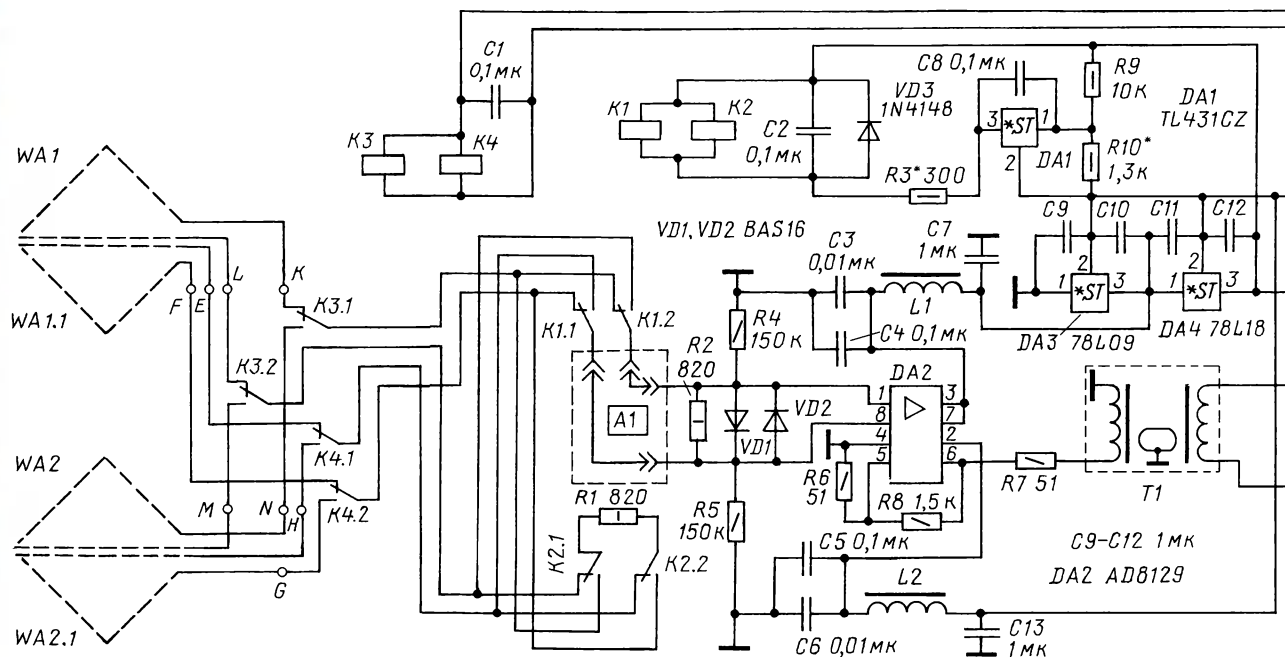 C1
0,1мк
K3
K4
WA1
WA1.1
F
E
L
K
K3.1
K3.2
K4.1
K4.2
WA2
WA2.1
M
N
H
G
K1
K2
C2
0,1мк
VD3
1N4148
C8 0,1мк
3
*ST
1
2
DA1
R9
10к
R10*
1,3к
DA1
TL431CZ
R3* 300
VD1, VD2 BAS16
C3
0,01мк
C7
1мк
C9
C10
C11
C12
1
2
*ST
3
1
2
*ST
3
DA3 78L09
DA4 78L18
L1
C4 0,1мк
K1.1
K1.2
R2
820
R4
150к
A1
VD1
VD2
DA2
1
8
4
5
3
7
2
6
R6
51
R8 1,5к
R7 51
T1
R1 820
K2.1
K2.2
R5
150к
C5 0,1мк
C6 0,01мк
L2
C13
1мк
C9-C12 1мк
DA2 AD8129